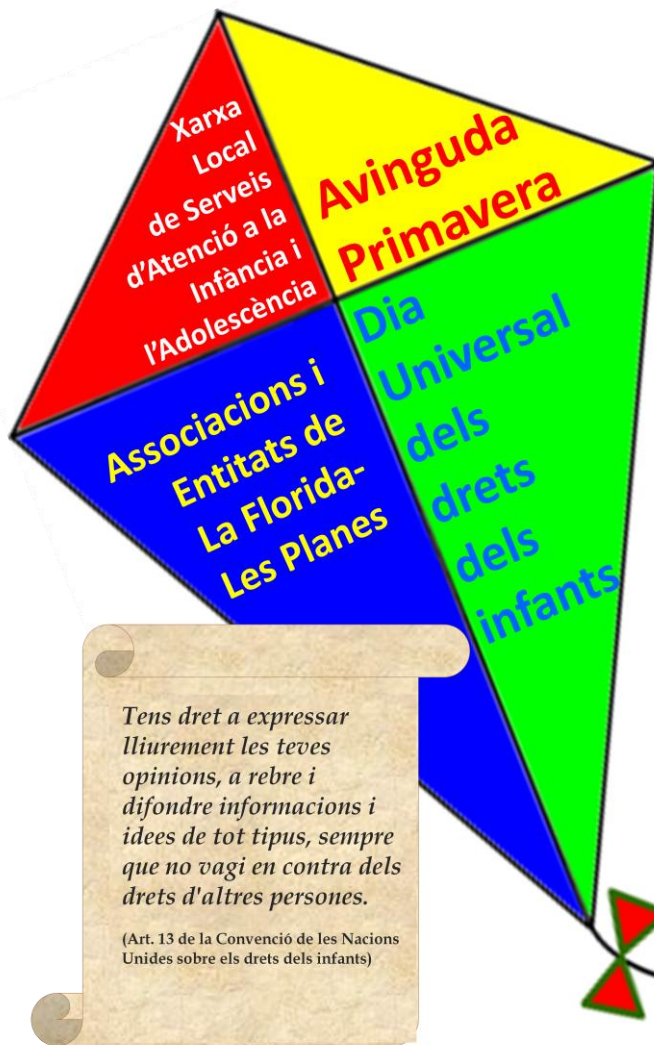 Xarxa
Local
de Serveis
d'Atenció a la
Infància i
l'Adolescència
Avinguda
Primavera
Associacions i
Entitats de
La Florida-
Les Planes
Dia
Universal
dels
drets
dels
infants
Tens dret a expressar
lliurement les teves
opinions, a rebre i
difondre informacions i
idees de tot tipus, sempre
que no vagi en contra dels
drets d'altres persones.
(Art. 13 de la Convenció de les Nacions
Unides sobre els drets dels infants)